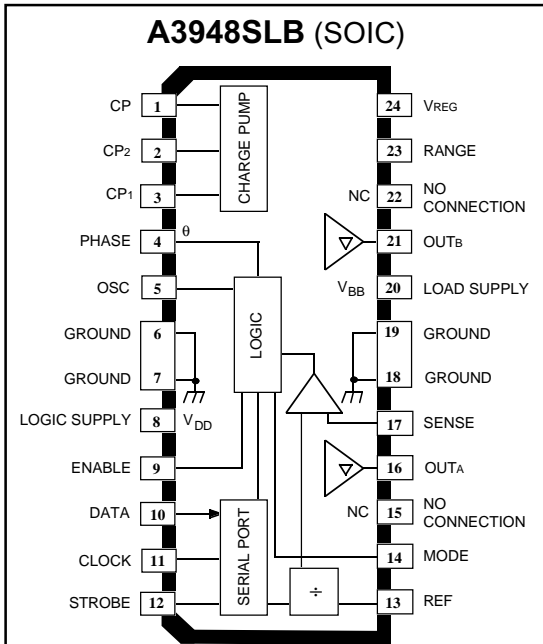 A3948SLB (SOIC)
CP 1
CP2 2
CP1 3
CHARGE PUMP
PHASE 4 θ
OSC 5
GROUND 6
GROUND 7
LOGIC SUPPLY 8 VDD
ENABLE 9
DATA 10
CLOCK 11
STROBE 12
LOGIC
SERIAL PORT
÷
24 VREG
23 RANGE
NC 22 NO
CONNECTION
21 OUTB
VBB 20 LOAD SUPPLY
19 GROUND
18 GROUND
17 SENSE
16 OUTA
NC 15 NO
CONNECTION
14 MODE
13 REF